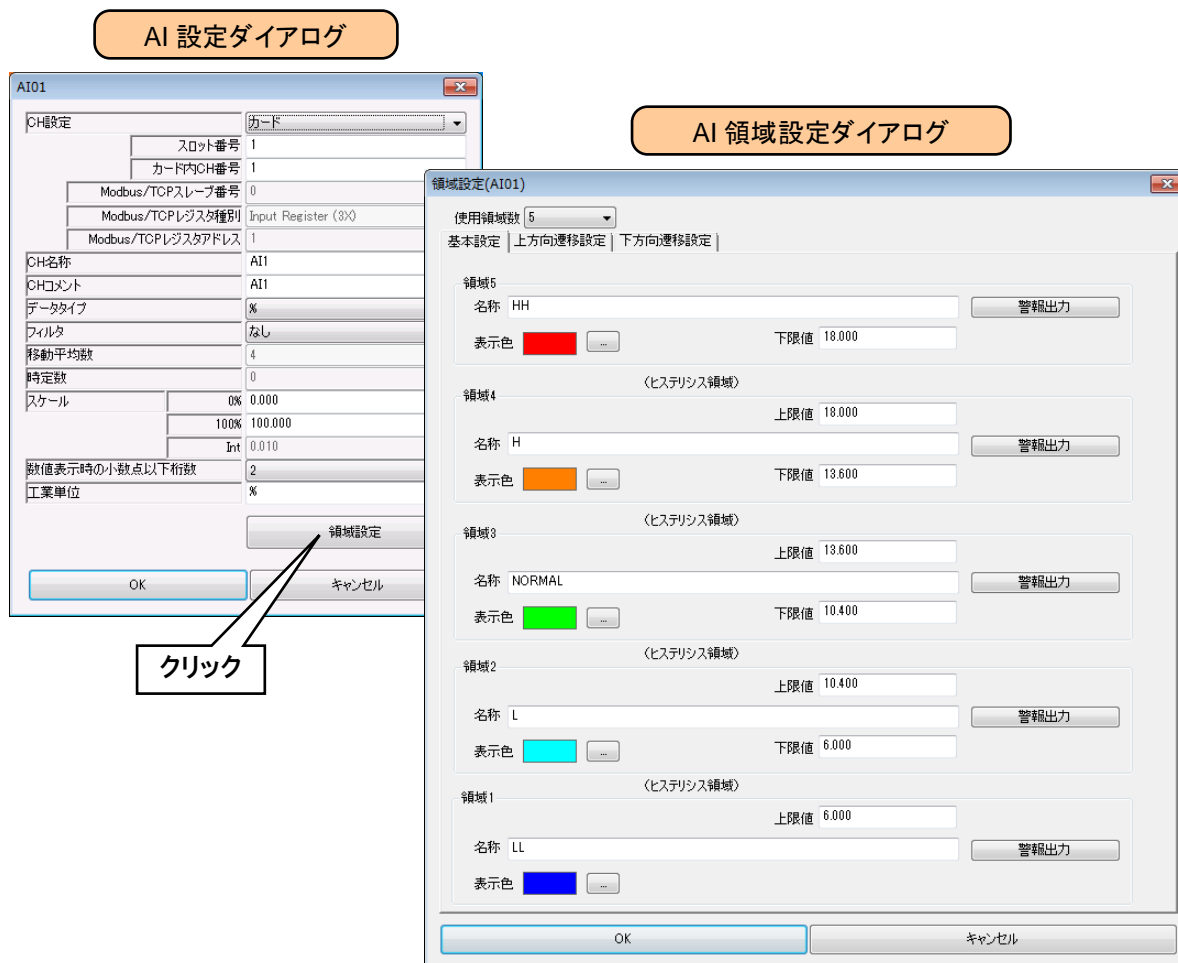 AI 設定ダイアログ
AI01
CH設定 カード
スロット番号 1
カード内CH番号 1
Modbus/TCPスレーブ番号 0
Modbus/TCPレジスタ種別 Input Register (3X)
Modbus/TCPレジスタアドレス 1
CH名称 AI1
CHコメント AI1
データタイプ %
フィルタ なし
移動平均数 4
時定数 0
スケール 0% 0.000
100% 100.000
Int 0.010
数値表示時の小数点以下桁数 2
工業単位 %
領域設定
OK キャンセル
クリック
AI 領域設定ダイアログ
領域設定(AI01)
使用領域数 5
基本設定 上方向遷移設定 下方向遷移設定
領域5
名称 HH 警報出力
表示色 ... 下限値 18.000
(ヒステリシス領域)
領域4
上限値 18.000
名称 H 警報出力
表示色 ... 下限値 13.600
(ヒステリシス領域)
領域3
上限値 13.600
名称 NORMAL 警報出力
表示色 ... 下限値 10.400
(ヒステリシス領域)
領域2
上限値 10.400
名称 L 警報出力
表示色 ... 下限値 6.000
(ヒステリシス領域)
領域1
上限値 6.000
名称 LL 警報出力
表示色 ...
OK キャンセル